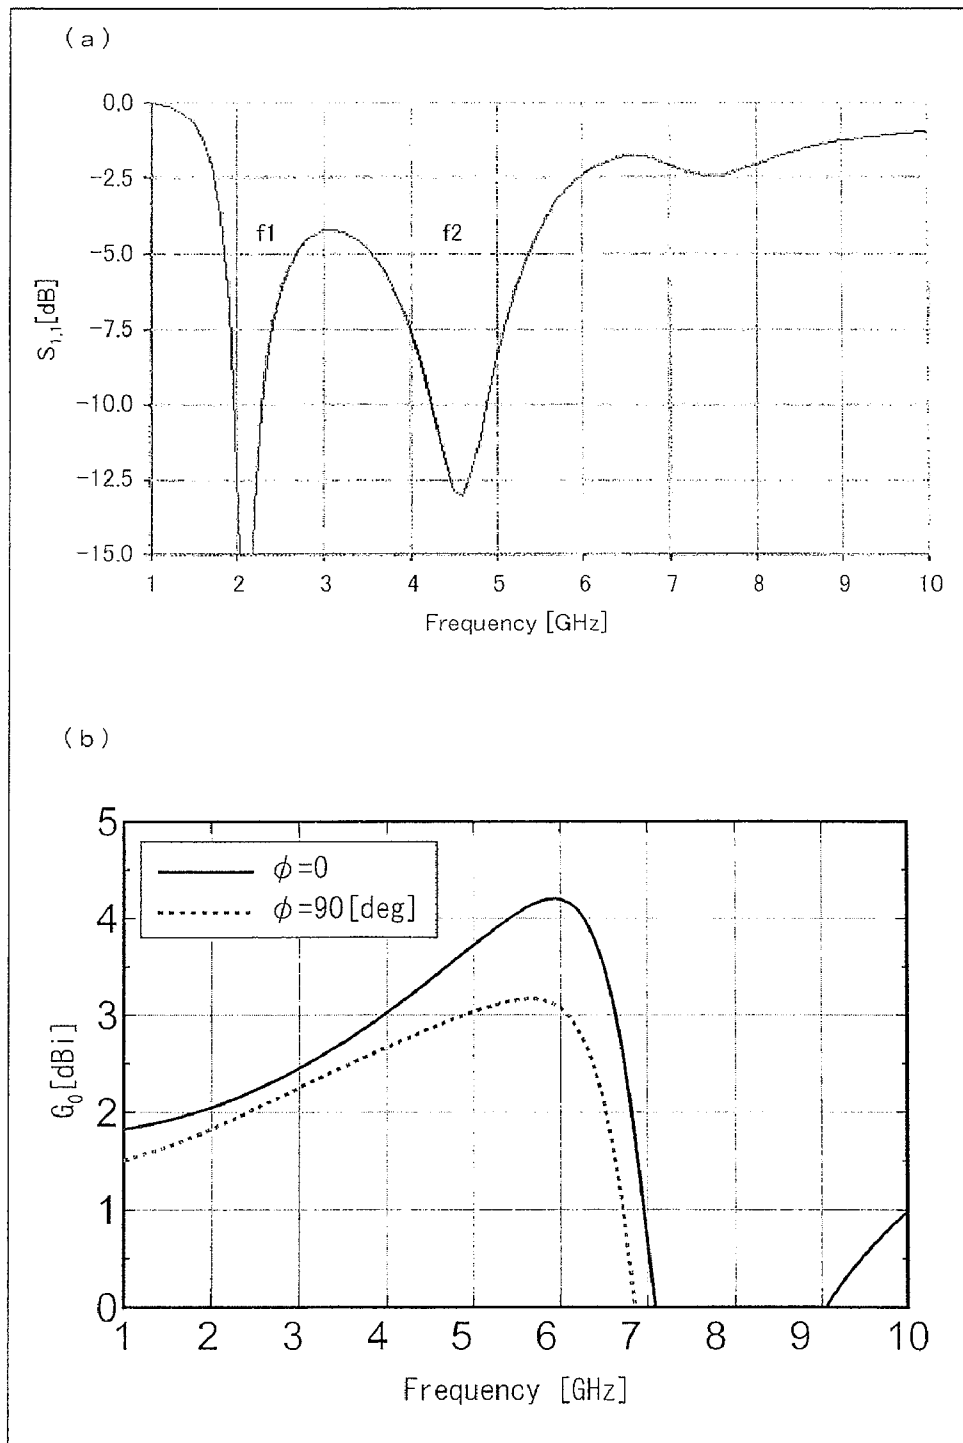 (a)
0.0
-2.5
-5.0
-7.5
-10.0
-12.5
-15.0
S1,1[dB]
f1
f2
1 2 3 4 5 6 7 8 9 10
Frequency [GHz]
(b)
5
4
3
2
1
0
G0[dBi]
ϕ=0
ϕ=90[deg]
1 2 3 4 5 6 7 8 9 10
Frequency [GHz]